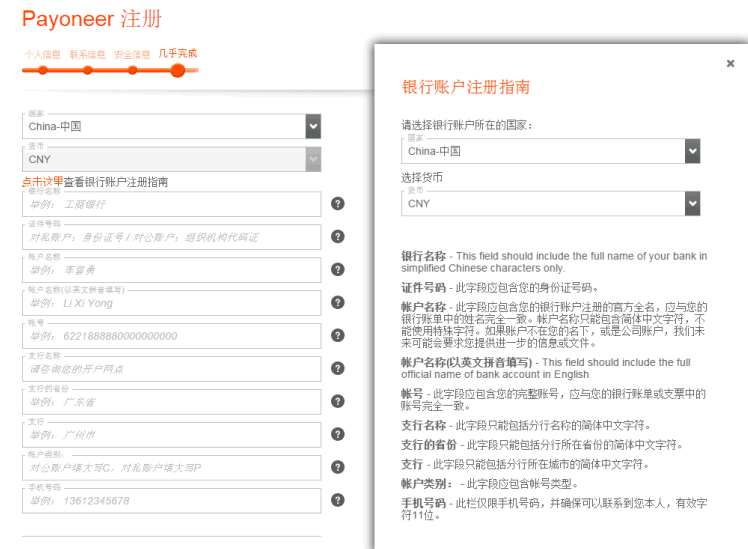 Payoneer 注册
个人信息 联系信息 安全信息 几乎完成
国家
China-中国
货币
CNY
点击这里查看银行账户注册指南
银行名称
举例： 工商银行
证件号码
对私账户：身份证号 / 对公账户：组织机构代码证
帐户名称
举例： 李喜勇
帐户名称(以英文拼音填写)
举例： Li Xi Yong
帐号
举例： 6221888880000000000
支行名称
请咨询您的开户网点
支行的省份
举例： 广东省
支行
举例： 广州市
帐户类别：
对公账户填大写C，对私账户填大写P
手机号码
举例： 13612345678
银行账户注册指南
请选择银行账户所在的国家：
国家
China-中国
选择货币
货币
CNY
银行名称 - This field should include the full name of your bank in
simplified Chinese characters only.
证件号码 - 此字段应包含您的身份证号码。
帐户名称 - 此字段应包含您的银行账户注册的官方全名，应与您的
银行账单中的姓名完全一致。帐户名称只能包含简体中文字符，不
能使用特殊字符。如果账户不在您的名下，或是公司账户，我们未
来可能会要求您提供进一步的信息或文件。
帐户名称(以英文拼音填写) - This field should include the full
official name of bank account in English
帐号 - 此字段应包含您的完整账号，应与您的银行账单或支票中的
账号完全一致。
支行名称 - 此字段只能包括分行名称的简体中文字符。
支行的省份 - 此字段只能包括分行所在省份的简体中文字符。
支行 - 此字段只能包括分行所在城市的简体中文字符。
帐户类别： - 此字段应包含帐号类型。
手机号码 - 此栏仅限手机号码，并确保可以联系到您本人，有效字
符11位。